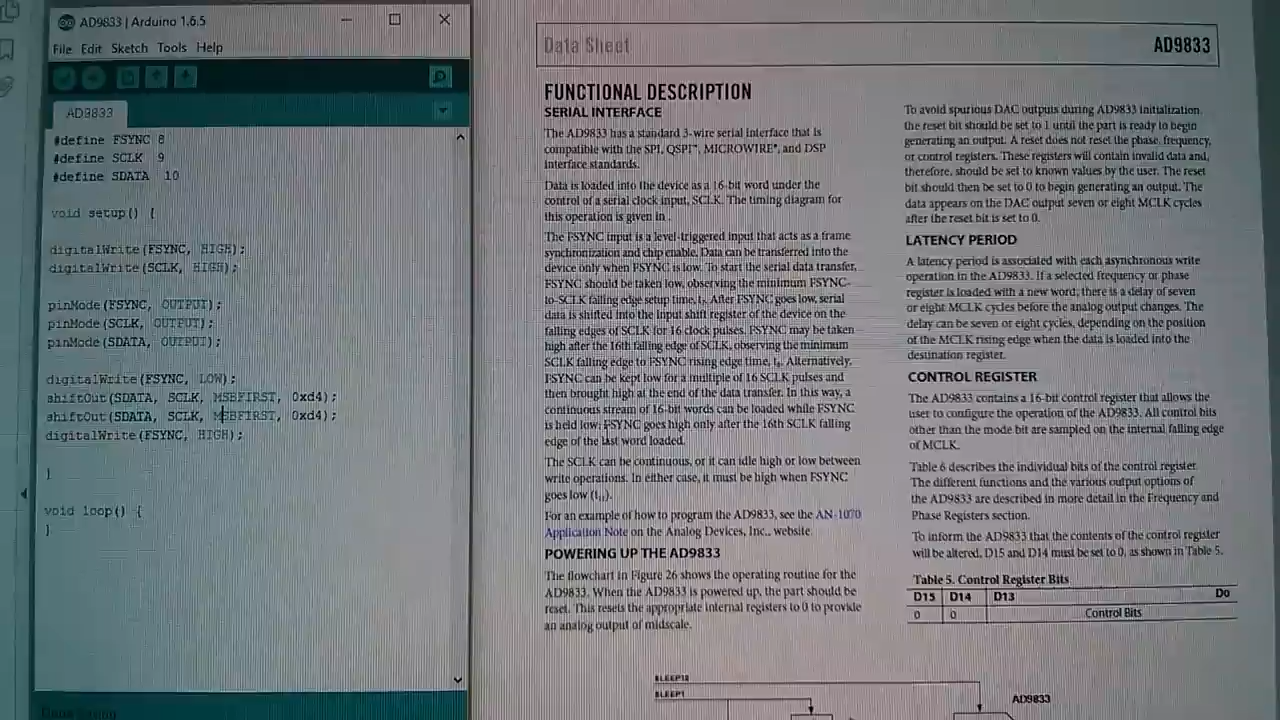 AD9833 | Arduino 1.6.5
File Edit Sketch Tools Help
AD9833
#define FSYNC 8
#define SCLK 9
#define SDATA 10
void setup() {
digitalWrite(FSYNC, HIGH);
digitalWrite(SCLK, HIGH);
pinMode(FSYNC, OUTPUT);
pinMode(SCLK, OUTPUT);
pinMode(SDATA, OUTPUT);
digitalWrite(FSYNC, LOW);
shiftOut(SDATA, SCLK, MSBFIRST, 0xd4);
shiftOut(SDATA, SCLK, MSBFIRST, 0xd4);
digitalWrite(FSYNC, HIGH);
}
void loop() {
}
Data Sheet
AD9833
FUNCTIONAL DESCRIPTION
SERIAL INTERFACE
The AD9833 has a standard 3-wire serial interface that is
compatible with the SPI, QSPI™, MICROWIRE®, and DSP
interface standards.
Data is loaded into the device as a 16-bit word under the
control of a serial clock input, SCLK. The timing diagram for
this operation is given in .
The FSYNC input is a level-triggered input that acts as a frame
synchronization and chip enable. Data can be transferred into the
device only when FSYNC is low. To start the serial data transfer,
FSYNC should be taken low, observing the minimum FSYNC-
to-SCLK falling edge setup time, t₇. After FSYNC goes low, serial
data is shifted into the input shift register of the device on the
falling edges of SCLK for 16 clock pulses. FSYNC may be taken
high after the 16th falling edge of SCLK, observing the minimum
SCLK falling edge to FSYNC rising edge time, t₈. Alternatively,
FSYNC can be kept low for a multiple of 16 SCLK pulses and
then brought high at the end of the data transfer. In this way, a
continuous stream of 16-bit words can be loaded while FSYNC
is held low; FSYNC goes high only after the 16th SCLK falling
edge of the last word loaded.
The SCLK can be continuous, or it can idle high or low between
write operations. In either case, it must be high when FSYNC
goes low (t₁₁).
For an example of how to program the AD9833, see the AN-1070
Application Note on the Analog Devices, Inc., website.
POWERING UP THE AD9833
The flowchart in Figure 26 shows the operating routine for the
AD9833. When the AD9833 is powered up, the part should be
reset. This resets the appropriate internal registers to 0 to provide
an analog output of midscale.
To avoid spurious DAC outputs during AD9833 initialization,
the reset bit should be set to 1 until the part is ready to begin
generating an output. A reset does not reset the phase, frequency,
or control registers. These registers will contain invalid data and,
therefore, should be set to known values by the user. The reset
bit should then be set to 0 to begin generating an output. The
data appears on the DAC output seven or eight MCLK cycles
after the reset bit is set to 0.
LATENCY PERIOD
A latency period is associated with each asynchronous write
operation in the AD9833. If a selected frequency or phase
register is loaded with a new word, there is a delay of seven
or eight MCLK cycles before the analog output changes. The
delay can be seven or eight cycles, depending on the position
of the MCLK rising edge when the data is loaded into the
destination register.
CONTROL REGISTER
The AD9833 contains a 16-bit control register that allows the
user to configure the operation of the AD9833. All control bits
other than the mode bit are sampled on the internal falling edge
of MCLK.
Table 6 describes the individual bits of the control register.
The different functions and the various output options of
the AD9833 are described in more detail in the Frequency and
Phase Registers section.
To inform the AD9833 that the contents of the control register
will be altered, D15 and D14 must be set to 0, as shown in Table 5.
Table 5. Control Register Bits
D15 D14 D13 D0
0 0 Control Bits
SLEEP12
SLEEP1
AD9833